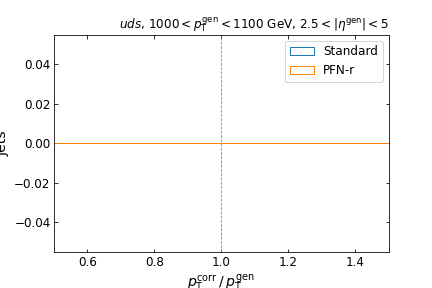 uds, 1000 < p_T^gen < 1100 GeV, 2.5 < |η^gen| < 5
Standard
PFN-r
0.04
0.02
0.00
−0.02
−0.04
Jets
0.6
0.8
1.0
1.2
1.4
p_T^corr / p_T^gen